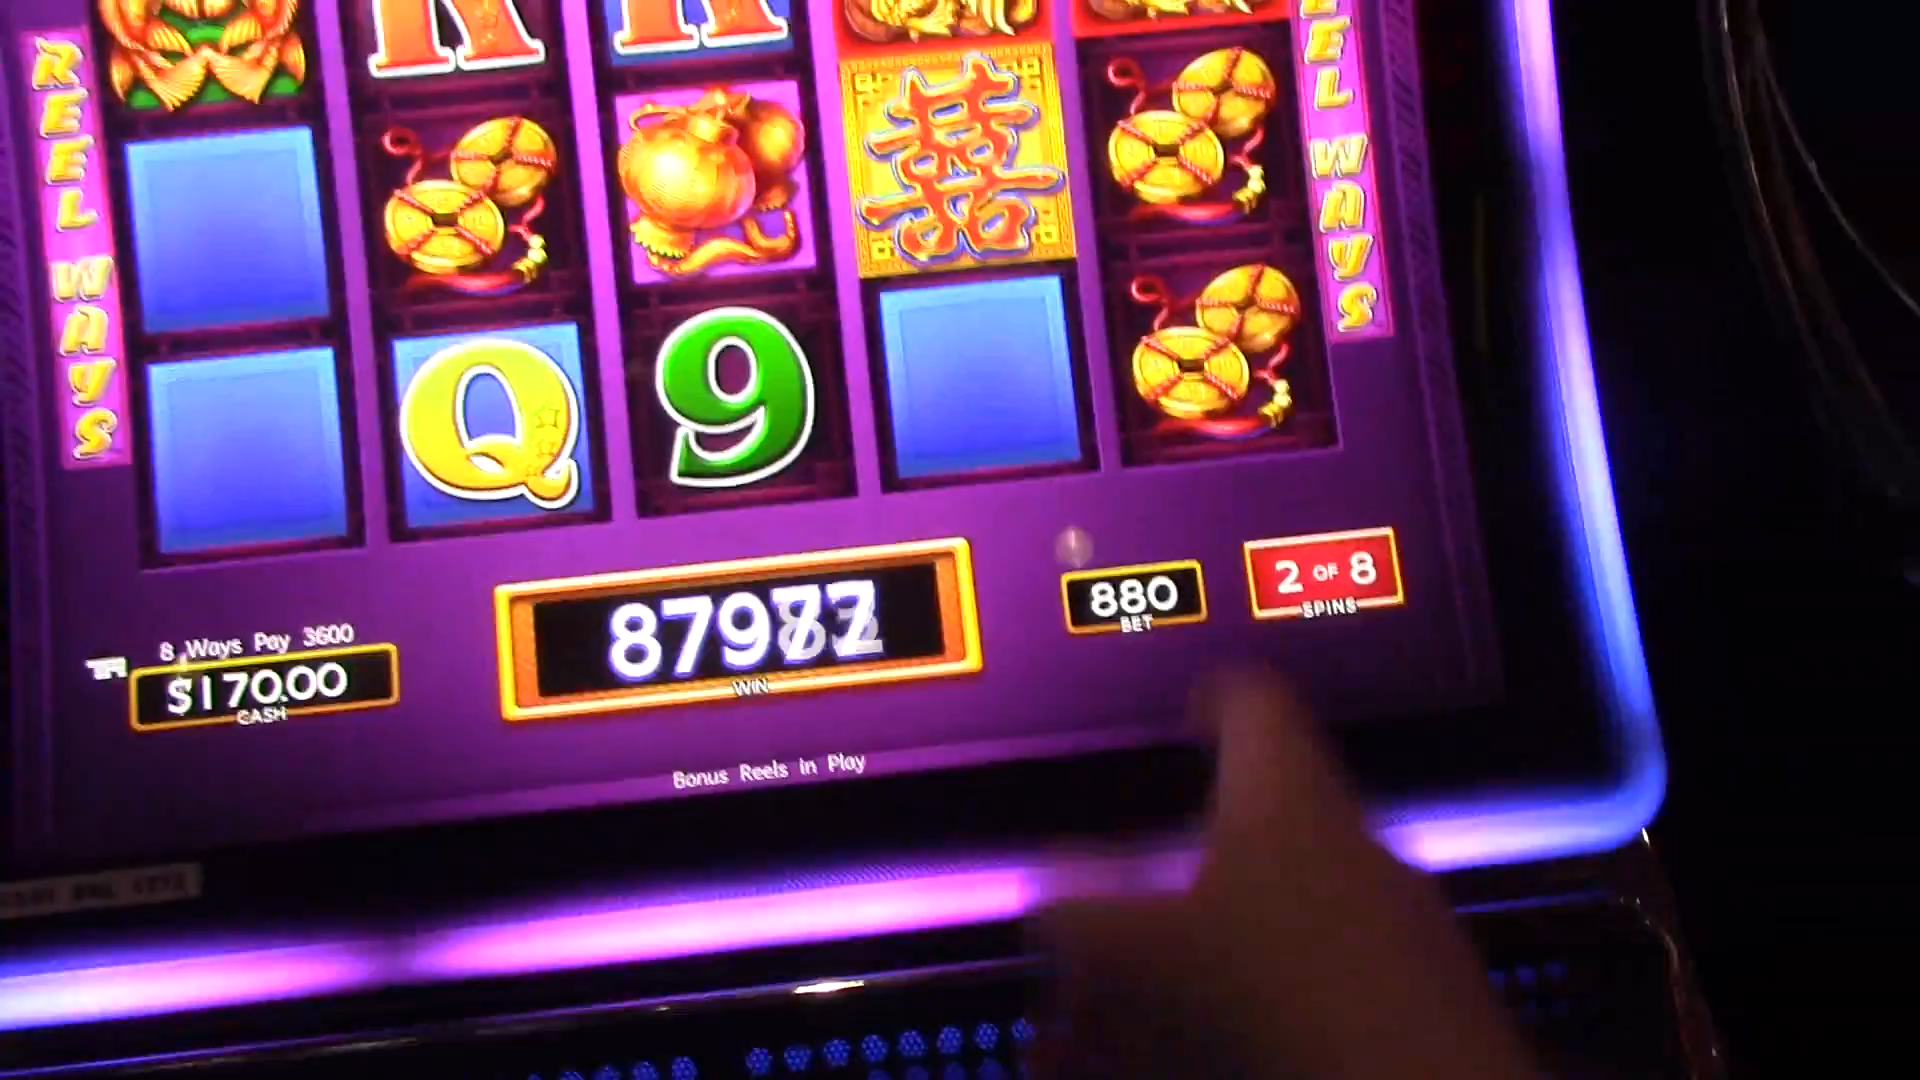 REEL WAYS
EEL WAYS
K
K
囍
Q
9
8 Ways Pay 3600
$170.00
CASH
WIN
880
BET
2 OF 8
SPINS
Bonus Reels in Play